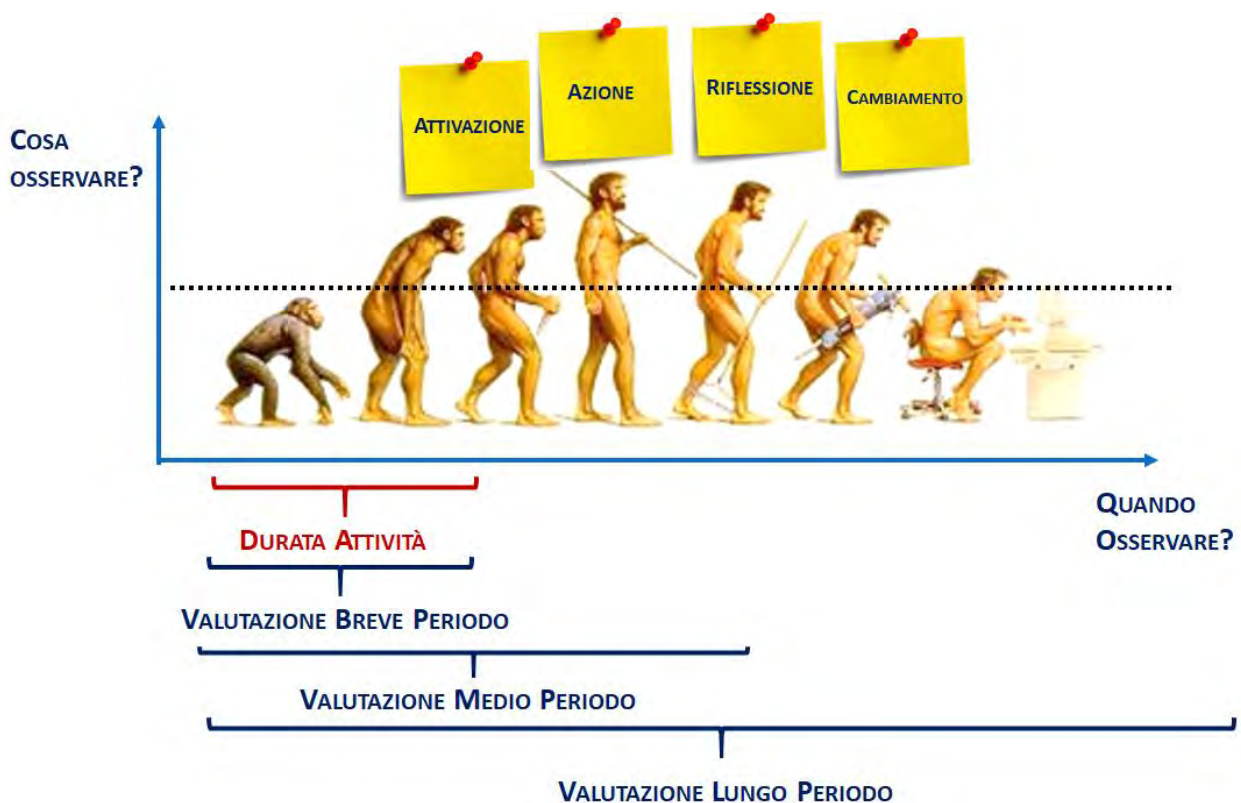 ATTIVAZIONE
AZIONE
RIFLESSIONE
CAMBIAMENTO
COSA
OSSERVARE?
QUANDO
OSSERVARE?
DURATA ATTIVITÀ
VALUTAZIONE BREVE PERIODO
VALUTAZIONE MEDIO PERIODO
VALUTAZIONE LUNGO PERIODO